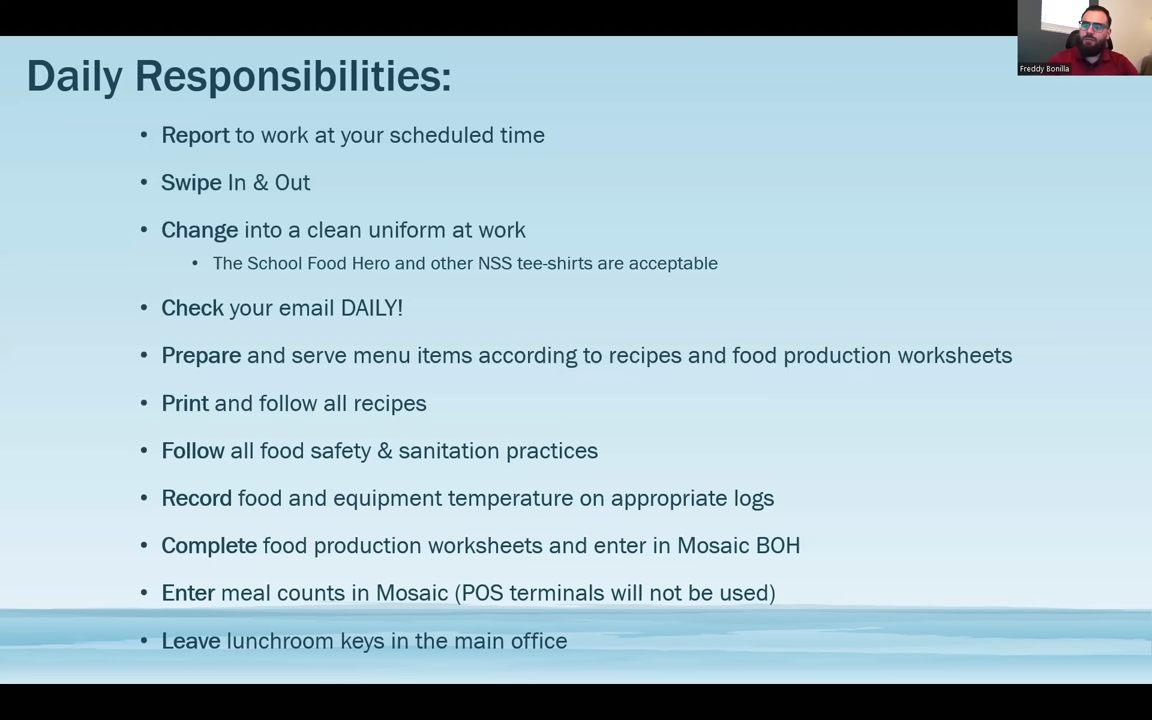 Daily Responsibilities:
Freddy Bonilla
• Report to work at your scheduled time
• Swipe In & Out
• Change into a clean uniform at work
• The School Food Hero and other NSS tee-shirts are acceptable
• Check your email DAILY!
• Prepare and serve menu items according to recipes and food production worksheets
• Print and follow all recipes
• Follow all food safety & sanitation practices
• Record food and equipment temperature on appropriate logs
• Complete food production worksheets and enter in Mosaic BOH
• Enter meal counts in Mosaic (POS terminals will not be used)
• Leave lunchroom keys in the main office